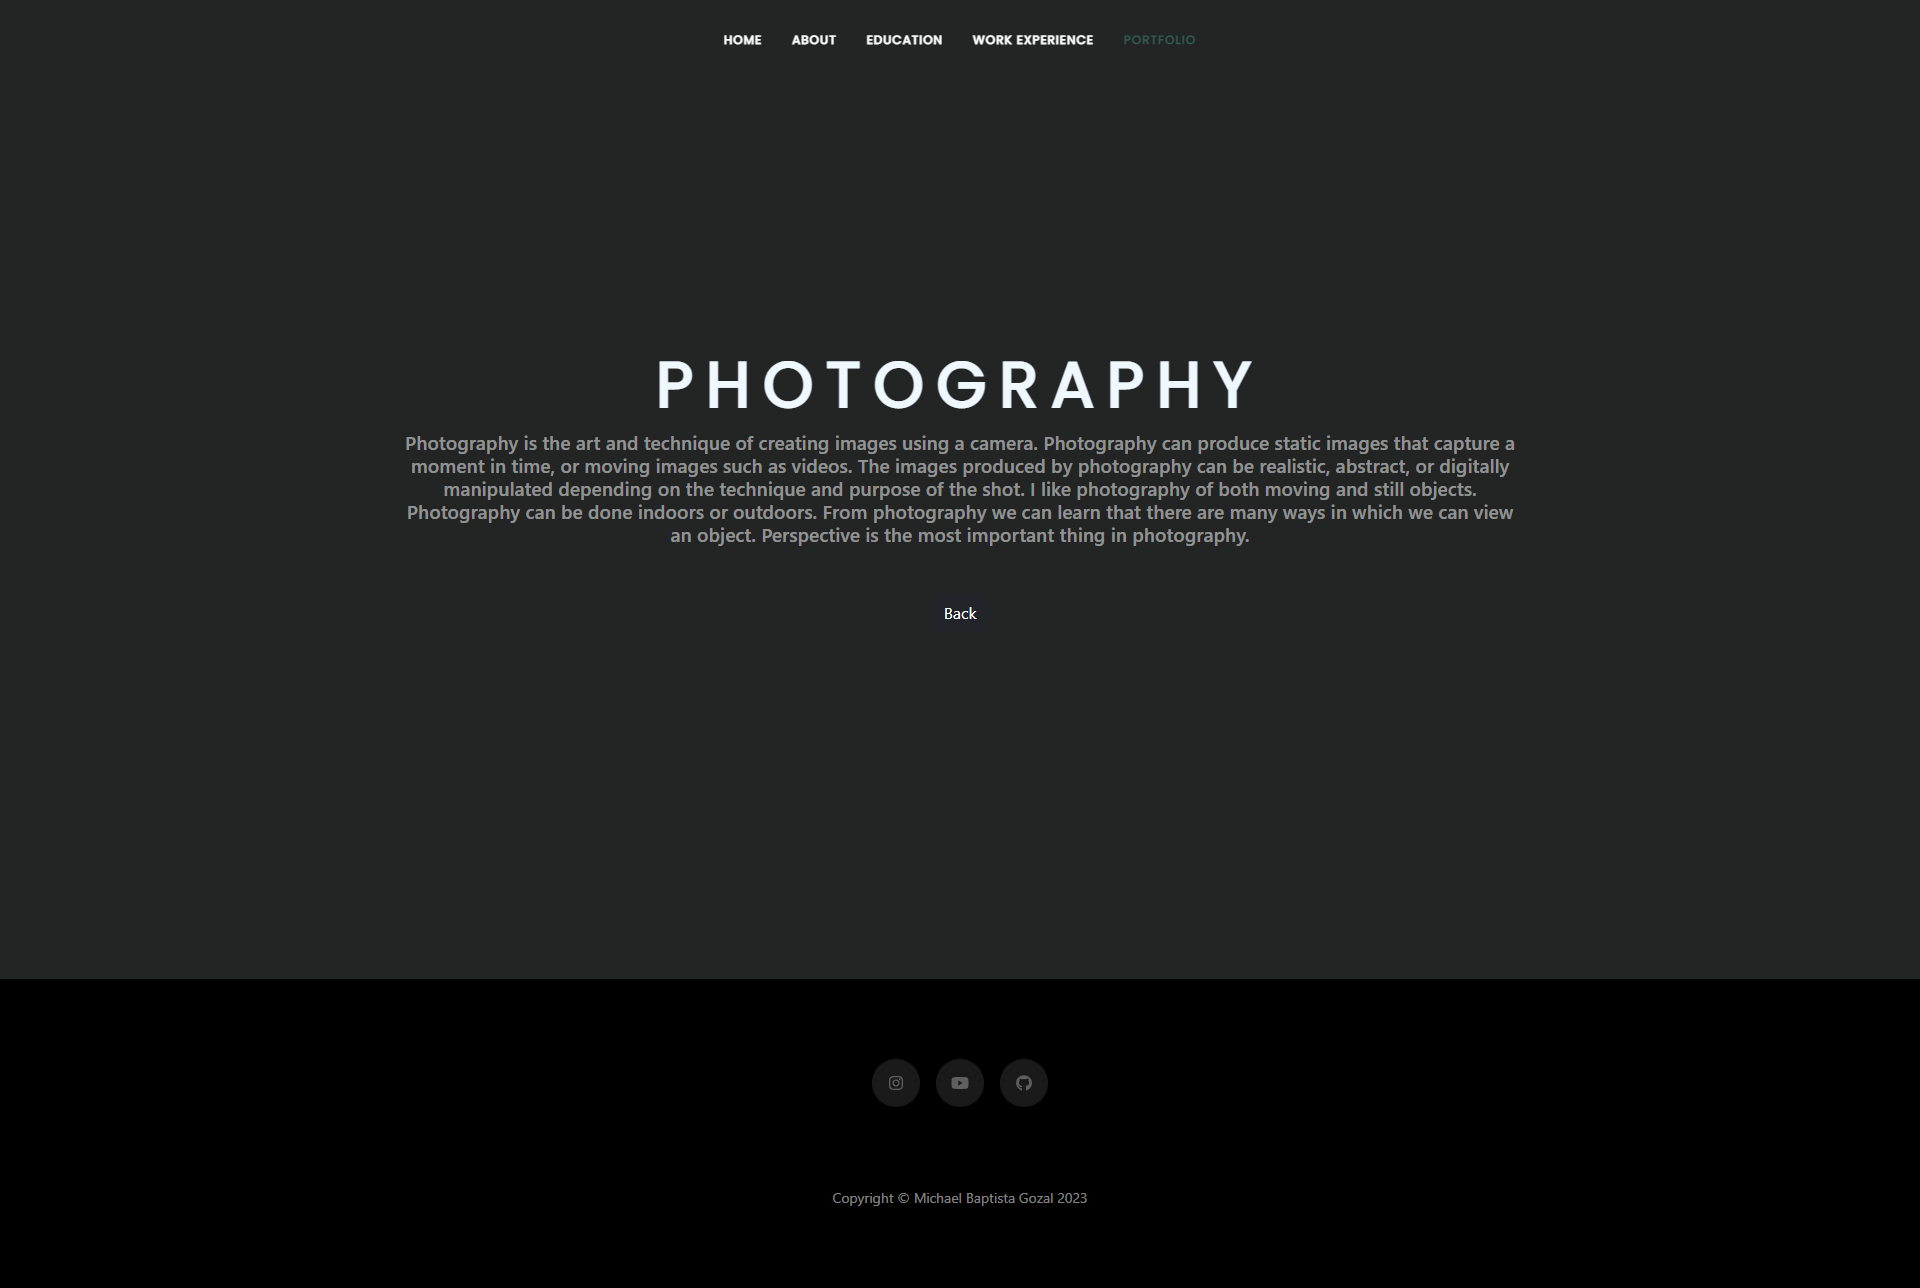 HOME ABOUT EDUCATION WORK EXPERIENCE PORTFOLIO
PHOTOGRAPHY
Photography is the art and technique of creating images using a camera. Photography can produce static images that capture a
moment in time, or moving images such as videos. The images produced by photography can be realistic, abstract, or digitally
manipulated depending on the technique and purpose of the shot. I like photography of both moving and still objects.
Photography can be done indoors or outdoors. From photography we can learn that there are many ways in which we can view
an object. Perspective is the most important thing in photography.
Back
Copyright © Michael Baptista Gozal 2023